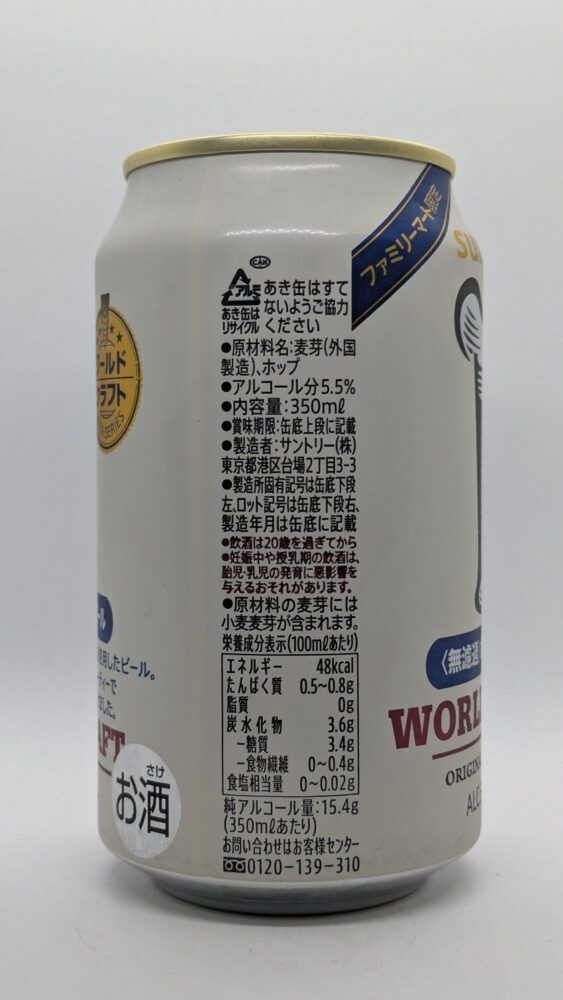 ファミリーマート限定
CAN
アルミ
あき缶は
リサイクル
あき缶はすて
ないようご協力
ください
●原材料名:麦芽(外国
製造)、ホップ
●アルコール分5.5%
●内容量:350mℓ
●賞味期限:缶底上段に記載
●製造者:サントリー(株)
東京都港区台場2丁目3-3
●製造所固有記号は缶底下段
左、ロット記号は缶底下段右、
製造年月は缶底に記載
●飲酒は20歳を過ぎてから
●妊娠中や授乳期の飲酒は、
胎児・乳児の発育に悪影響を
与えるおそれがあります。
●原材料の麦芽には
小麦麦芽が含まれます。
栄養成分表示(100mℓあたり)
エネルギー 48kcal
たんぱく質 0.5~0.8g
脂質 0g
炭水化物 3.6g
-糖質 3.4g
-食物繊維 0~0.4g
食塩相当量 0~0.02g
純アルコール量:15.4g
(350mℓあたり)
お問い合わせはお客様センター
0120-139-310
ールド
クラフト
SERIES
ール
用したビール。
ディーで
した。
AFT
さけ
お酒
su
〈無濾過
WORL
ORIGINA
ALC